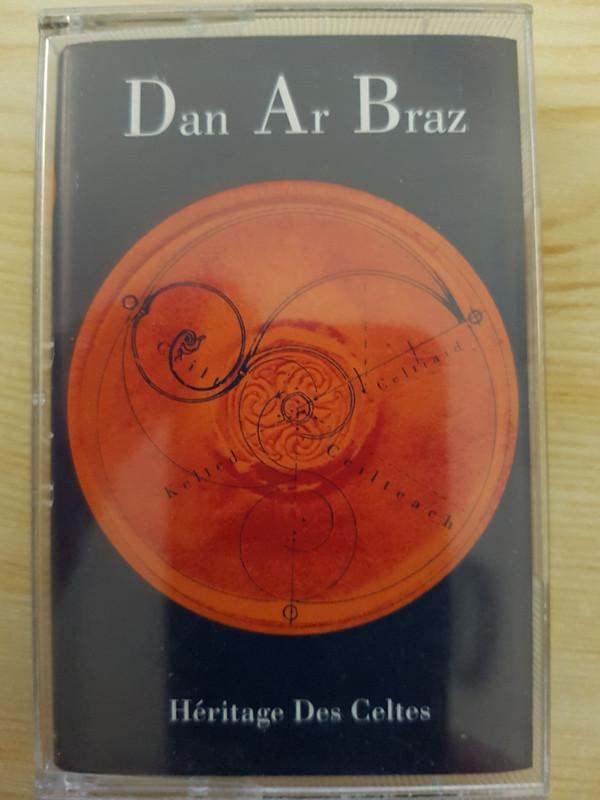 Dan Ar Braz
Celtiaid
Kelted
Ceilteach
Héritage Des Celtes